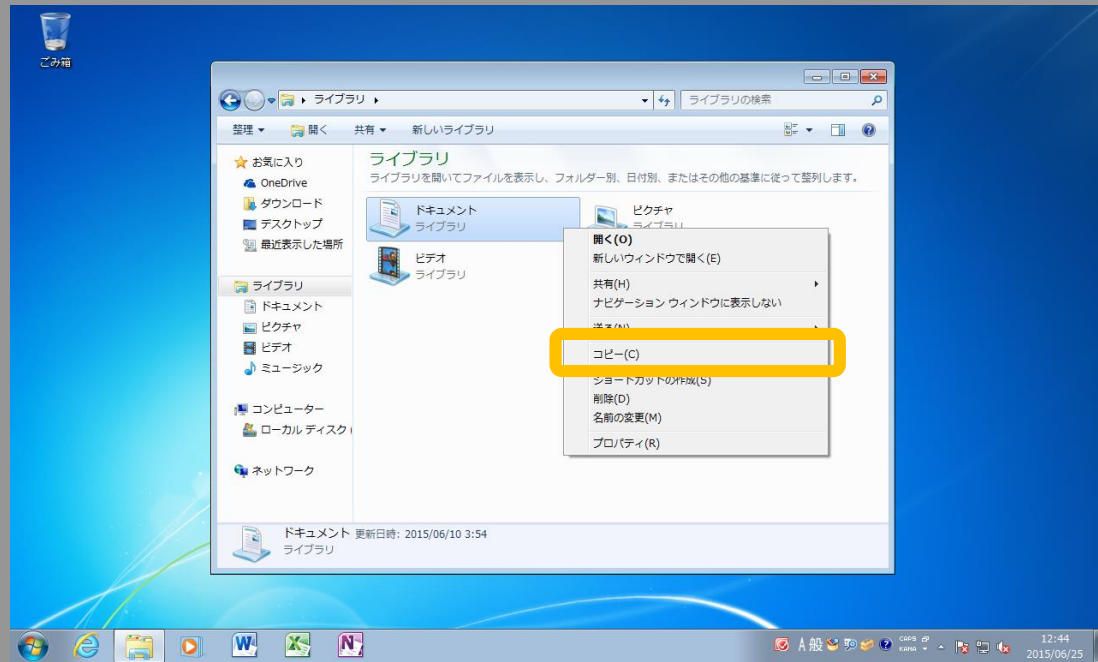 ごみ箱
ライブラリ
ライブラリの検索
整理
開く
共有
新しいライブラリ
お気に入り
OneDrive
ダウンロード
デスクトップ
最近表示した場所
ライブラリ
ドキュメント
ピクチャ
ビデオ
ミュージック
コンピューター
ローカル ディスク (
ネットワーク
ライブラリ
ライブラリを開いてファイルを表示し、フォルダー別、日付別、またはその他の基準に従って整列します。
ドキュメント
ライブラリ
ピクチャ
ライブラリ
ビデオ
ライブラリ
開く(O)
新しいウィンドウで開く(E)
共有(H)
ナビゲーション ウィンドウに表示しない
送る(N)
コピー(C)
ショートカットの作成(S)
削除(D)
名前の変更(M)
プロパティ(R)
ドキュメント 更新日時: 2015/06/10 3:54
ライブラリ
A 般
CAPS
KANA
12:44
2015/06/25